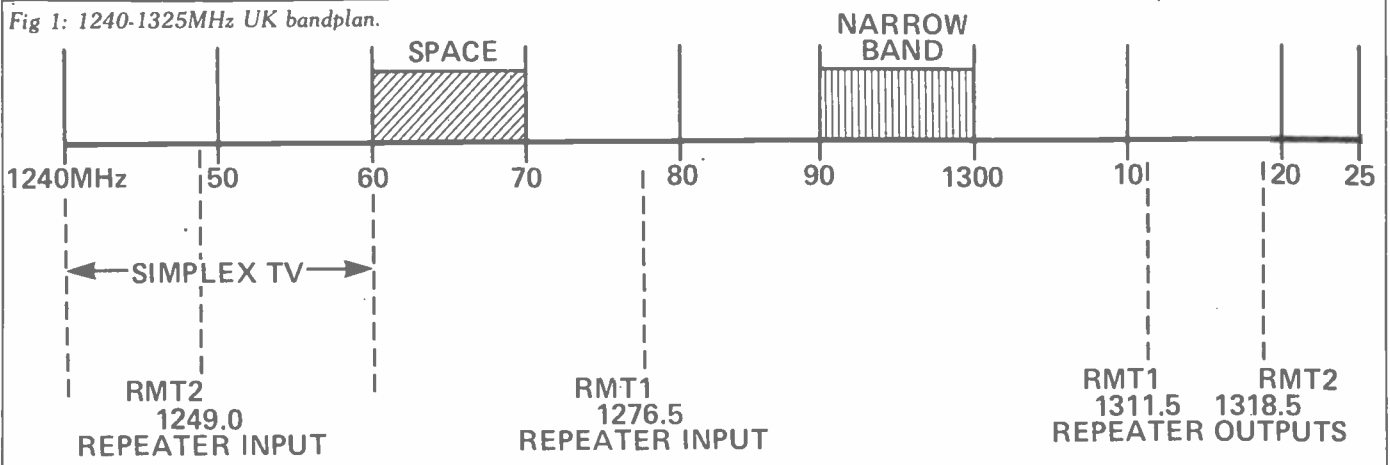 Fig 1: 1240-1325MHz UK bandplan.
SPACE
NARROW
BAND
1240MHz 50 60 70 80 90 1300 10 20 25
SIMPLEX TV
RMT2
1249.0
REPEATER INPUT
RMT1
1276.5
REPEATER INPUT
RMT1 RMT2
1311.5 1318.5
REPEATER OUTPUTS